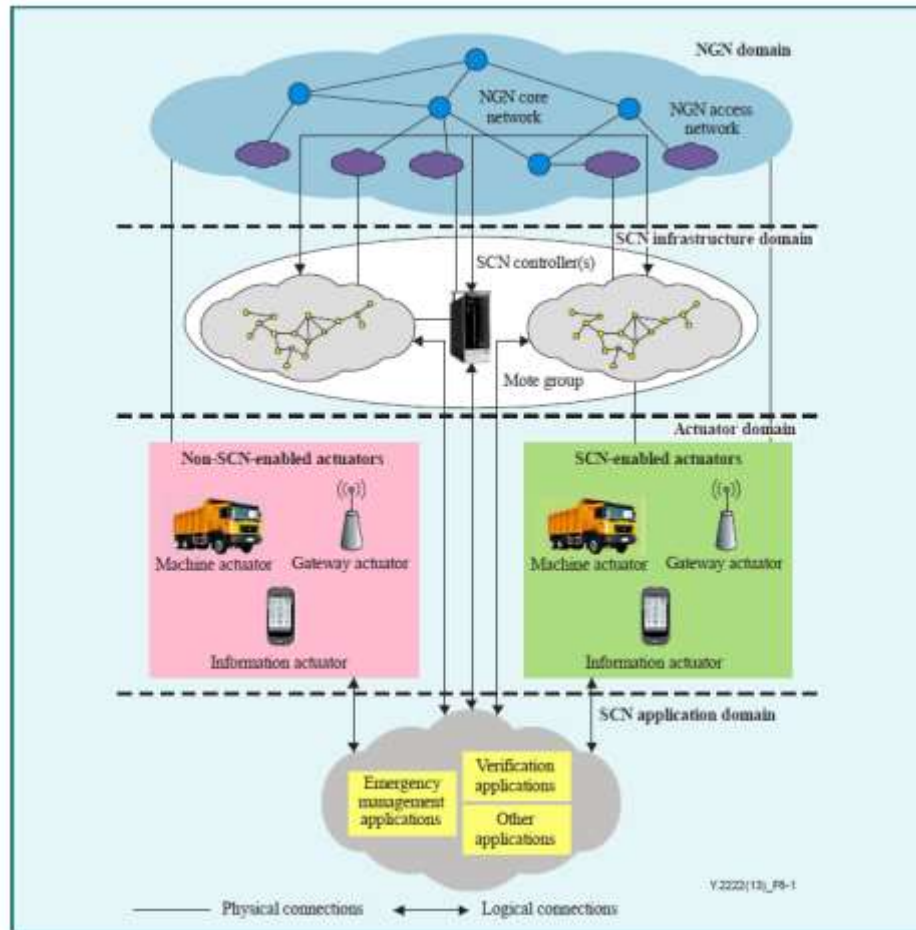 NGN domain
NGN core
network
NGN access
network
SCN infrastructure domain
SCN controller(s)
Mote group
Actuator domain
Non-SCN-enabled actuators
Machine actuator
Gateway actuator
Information actuator
SCN-enabled actuators
Machine actuator
Gateway actuator
Information actuator
SCN application domain
Emergency
management
applications
Verification
applications
Other
applications
Y.2222(13)_F6-1
Physical connections
Logical connections